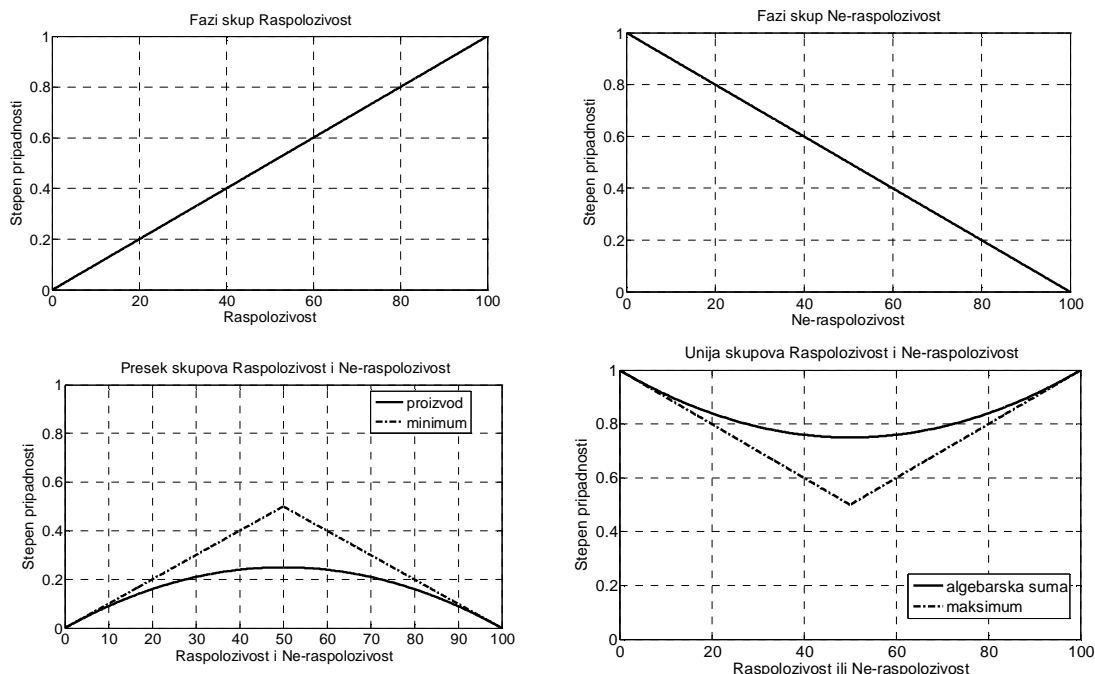 Fazi skup Raspolozivost
Stepen pripadnosti
1
0.8
0.6
0.4
0.2
0
0 20 40 60 80 100
Raspolozivost
Fazi skup Ne-raspolozivost
Stepen pripadnosti
1
0.8
0.6
0.4
0.2
0
0 20 40 60 80 100
Ne-raspolozivost
Presek skupova Raspolozivost i Ne-raspolozivost
Stepen pripadnosti
1
0.8
0.6
0.4
0.2
0
proizvod
minimum
0 10 20 30 40 50 60 70 80 90 100
Raspolozivost i Ne-raspolozivost
Unija skupova Raspolozivost i Ne-raspolozivost
Stepen pripadnosti
1
0.8
0.6
0.4
0.2
0
algebarska suma
maksimum
0 20 40 60 80 100
Raspolozivost ili Ne-raspolozivost